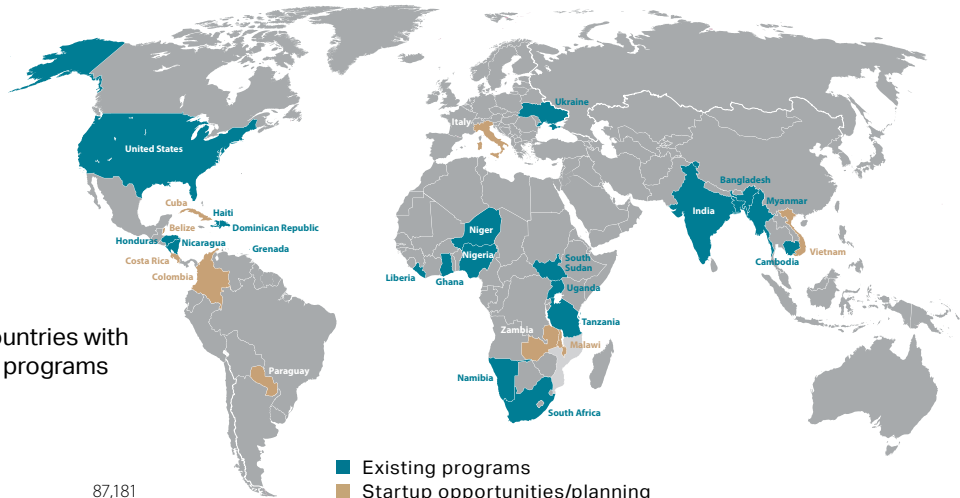 Ukraine
Italy
United States
Bangladesh
Cuba
Myanmar
Haiti
India
Belize
Dominican Republic
Niger
Honduras
Nicaragua
Grenada
Nigeria
Vietnam
South
Sudan
Costa Rica
Cambodia
Colombia
Liberia
Ghana
Uganda
Tanzania
Zambia
ountries with
Malawi
programs
Paraguay
Namibia
South Africa
Existing programs
87,181
Startup opportunities/planning